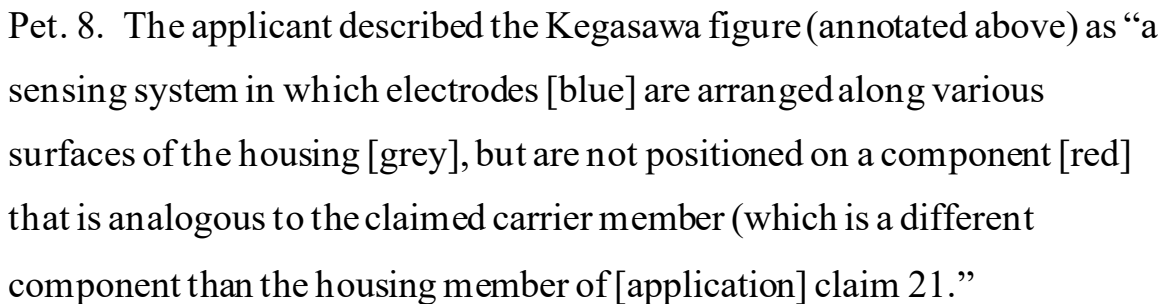 Pet. 8.  The applicant described the Kegasawa figure (annotated above) as “a
sensing system in which electrodes [blue] are arranged along various
surfaces of the housing [grey], but are not positioned on a component [red]
that is analogous to the claimed carrier member (which is a different
component than the housing member of [application] claim 21.”